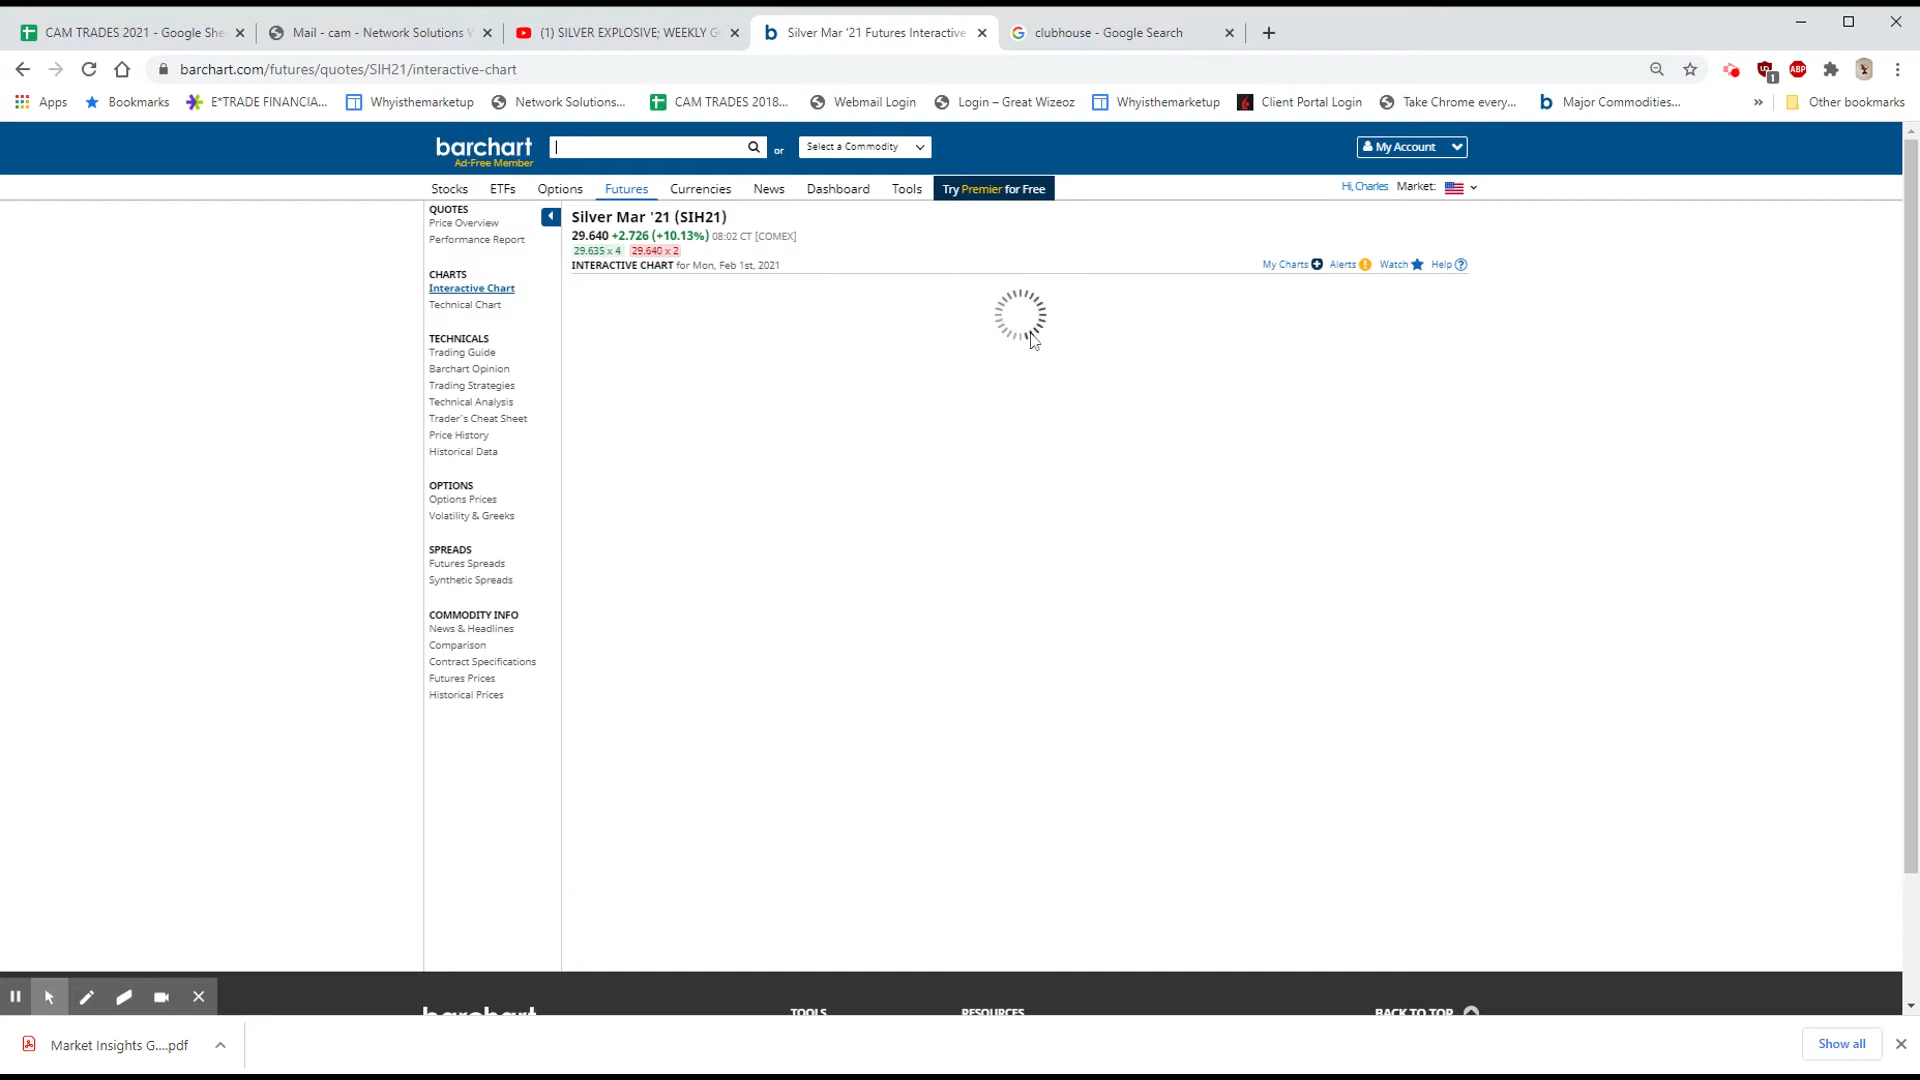 CAM TRADES 2021 - Google She
Mail - cam - Network Solutions
(1) SILVER EXPLOSIVE; WEEKLY G
Silver Mar '21 Futures Interactive
clubhouse - Google Search
barchart.com/futures/quotes/SIH21/interactive-chart
1
ABP
Apps
Bookmarks
E*TRADE FINANCIA...
Whyisthemarketup
Network Solutions...
CAM TRADES 2018...
Webmail Login
Login – Great Wizeoz
Whyisthemarketup
Client Portal Login
Take Chrome every...
Major Commodities...
»
Other bookmarks
barchart
Ad-Free Member
or
Select a Commodity
My Account
Stocks
ETFs
Options
Futures
Currencies
News
Dashboard
Tools
Try Premier for Free
Hi, Charles
Market:
QUOTES
Price Overview
Performance Report
CHARTS
Interactive Chart
Technical Chart
TECHNICALS
Trading Guide
Barchart Opinion
Trading Strategies
Technical Analysis
Trader's Cheat Sheet
Price History
Historical Data
OPTIONS
Options Prices
Volatility & Greeks
SPREADS
Futures Spreads
Synthetic Spreads
COMMODITY INFO
News & Headlines
Comparison
Contract Specifications
Futures Prices
Historical Prices
Silver Mar '21 (SIH21)
29.640 +2.726 (+10.13%) 08:02 CT [COMEX]
29.635 x 4 29.640 x 2
INTERACTIVE CHART for Mon, Feb 1st, 2021
My Charts
Alerts
Watch
Help
barchart
TOOLS
RESOURCES
BACK TO TOP
Market Insights G....pdf
Show all